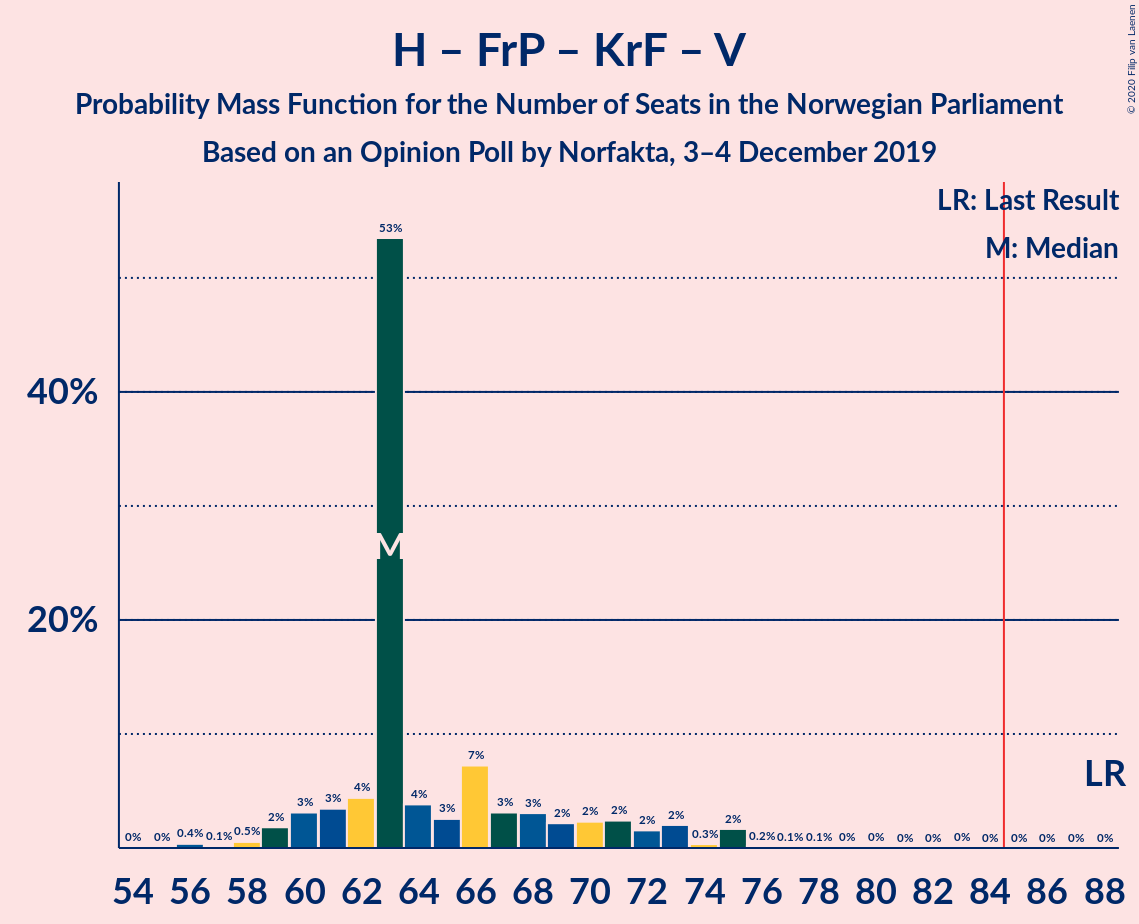 H – FrP – KrF – V
Probability Mass Function for the Number of Seats in the Norwegian Parliament
Based on an Opinion Poll by Norfakta, 3–4 December 2019
© 2020 Filip van Laenen
LR: Last Result
M: Median
40%
20%
53%
M
LR
0% 0% 0.4% 0.1% 0.5% 2% 3% 3% 4% 4% 3% 7% 3% 3% 2% 2% 2% 2% 2% 0.3% 2% 0.2% 0.1% 0.1% 0% 0% 0% 0% 0% 0% 0% 0% 0% 0%
54 56 58 60 62 64 66 68 70 72 74 76 78 80 82 84 86 88